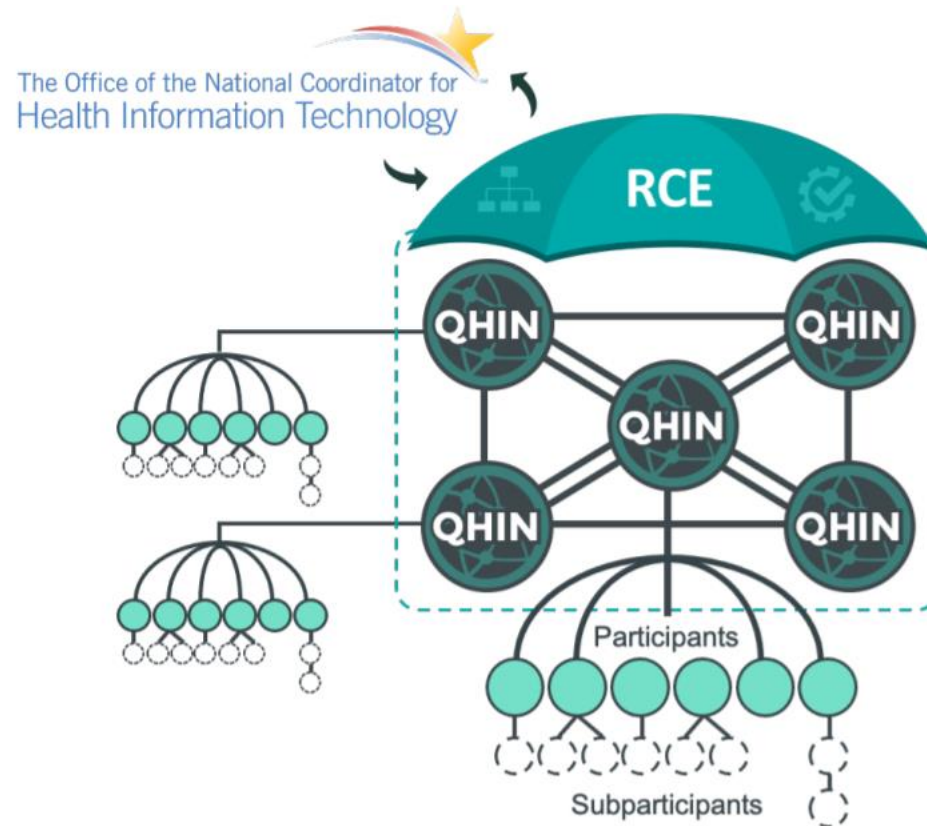 The Office of the National Coordinator for
Health Information Technology
RCE
QHIN
QHIN
QHIN
QHIN
QHIN
Participants
Subparticipants